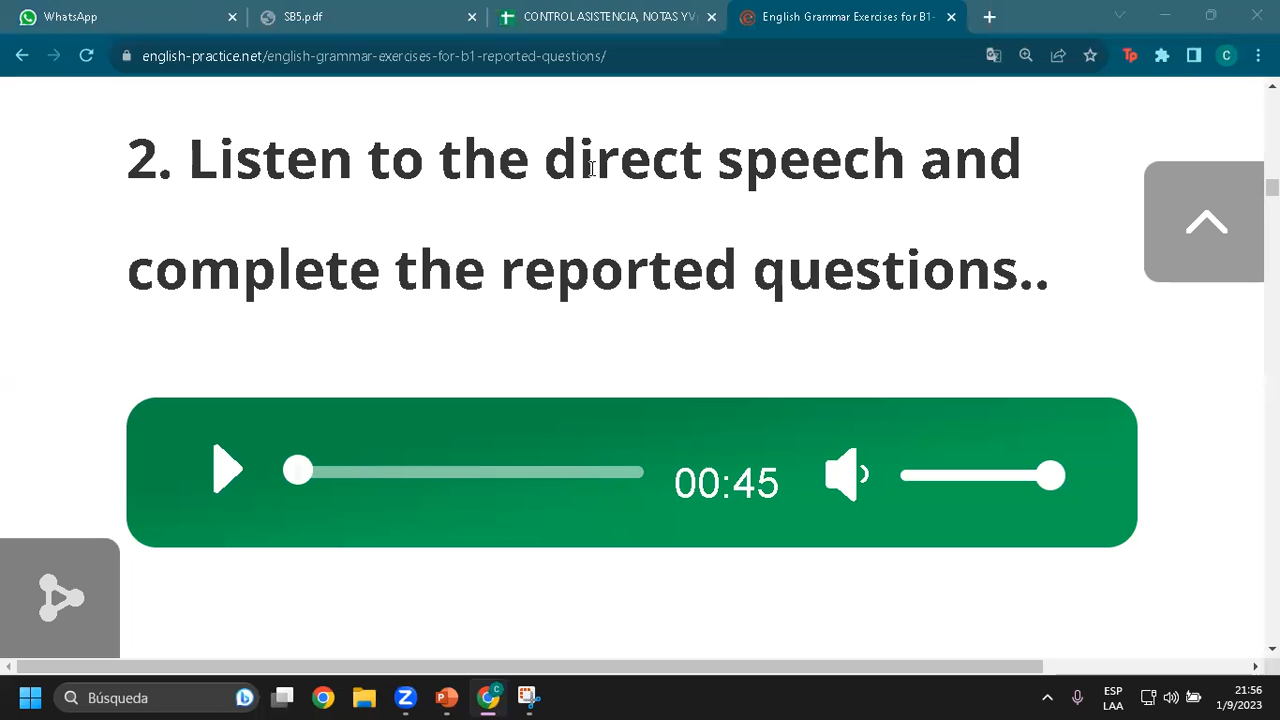 WhatsApp
SB5.pdf
CONTROL ASISTENCIA, NOTAS YV
English Grammar Exercises for B1-
english-practice.net/english-grammar-exercises-for-b1-reported-questions/
Tp
C
2. Listen to the direct speech and
complete the reported questions..
00:45
Búsqueda
ESP
LAA
21:56
1/9/2023